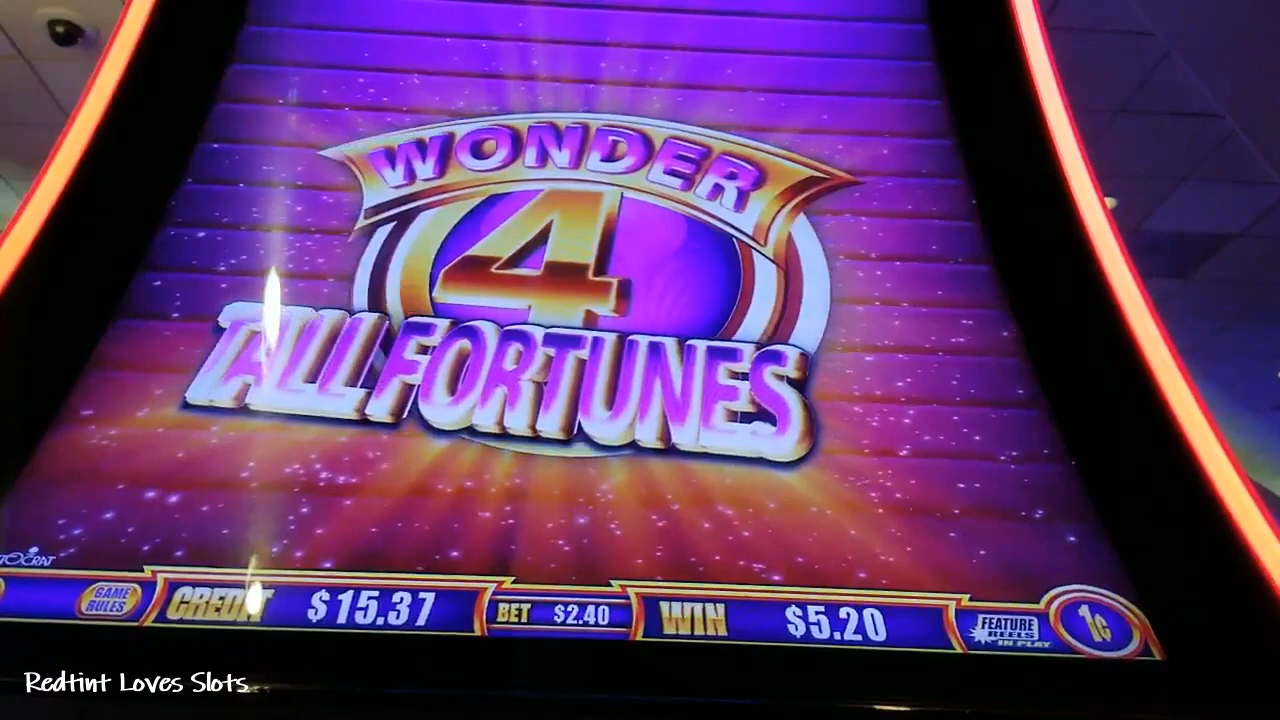 WONDER
4
TALL FORTUNES
GAME
RULES
CREDIT $15.37
BET $2.40
WIN $5.20
FEATURE
REELS
IN PLAY
1¢
Redtint Loves Slots